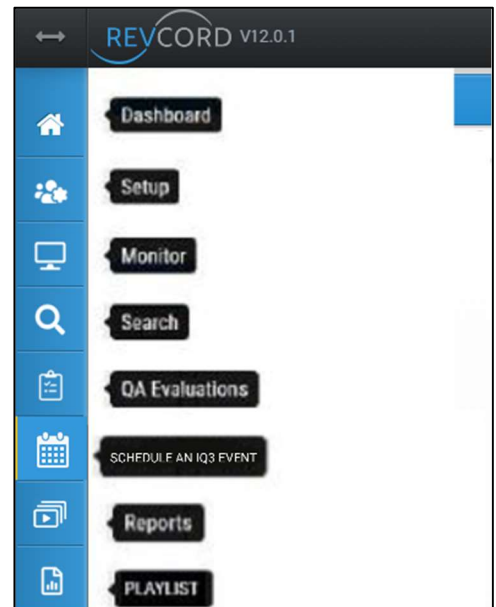 REVCORD V12.0.1
Dashboard
Setup
Monitor
Search
QA Evaluations
SCHEDULE AN IQ3 EVENT
Reports
PLAYLIST